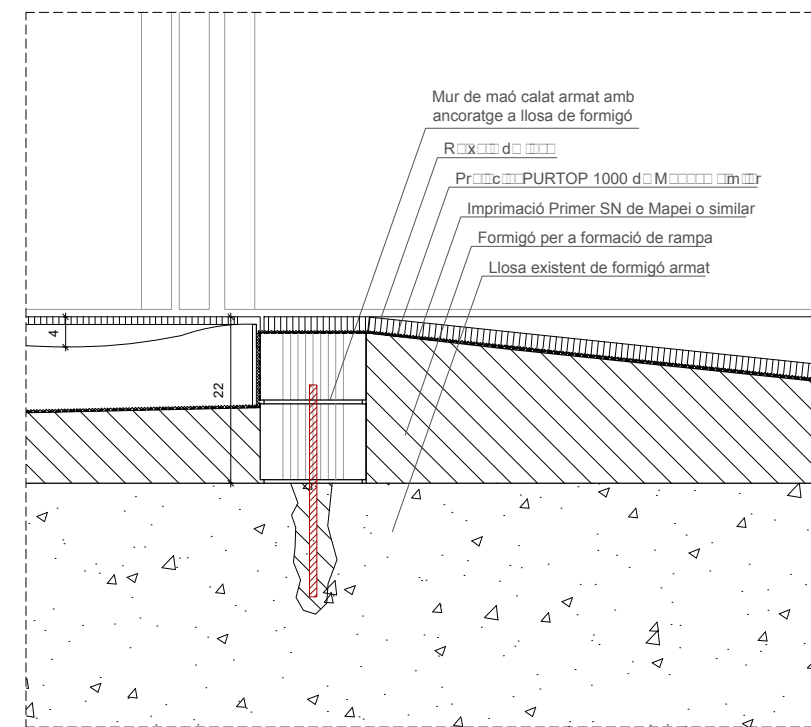 Mur de maó calat armat amb
ancoratge a llosa de formigó
PURTOP 1000
Imprimació Primer SN de Mapei o similar
Formigó per a formació de rampa
Llosa existent de formigó armat
4
22